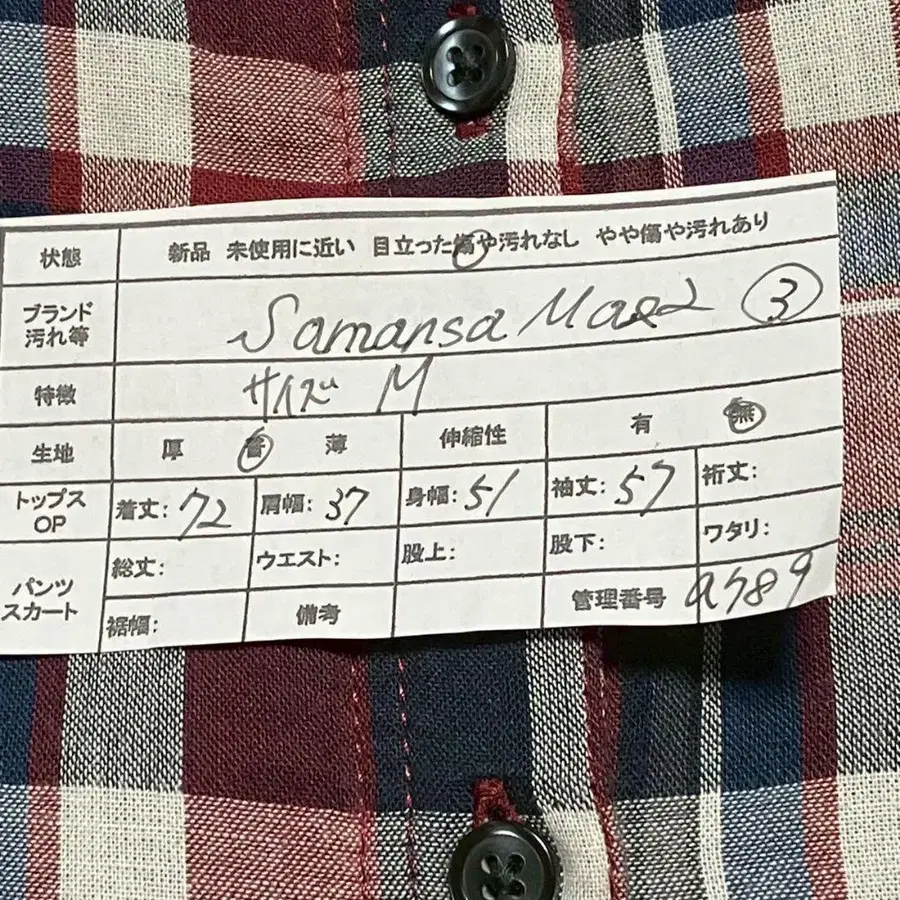 状態 新品 未使用に近い 目立った傷や汚れなし やや傷や汚れあり
ブランド
汚れ等 Samansa Mos2 ③
特徴 サイズ M
生地 厚 普 薄 伸縮性 有 無
トップス
OP 着丈: 72 肩幅: 37 身幅: 51 袖丈: 57 裄丈:
パンツ
スカート 総丈: ウエスト: 股上: 股下: ワタリ:
裾幅: 備考 管理番号 a789